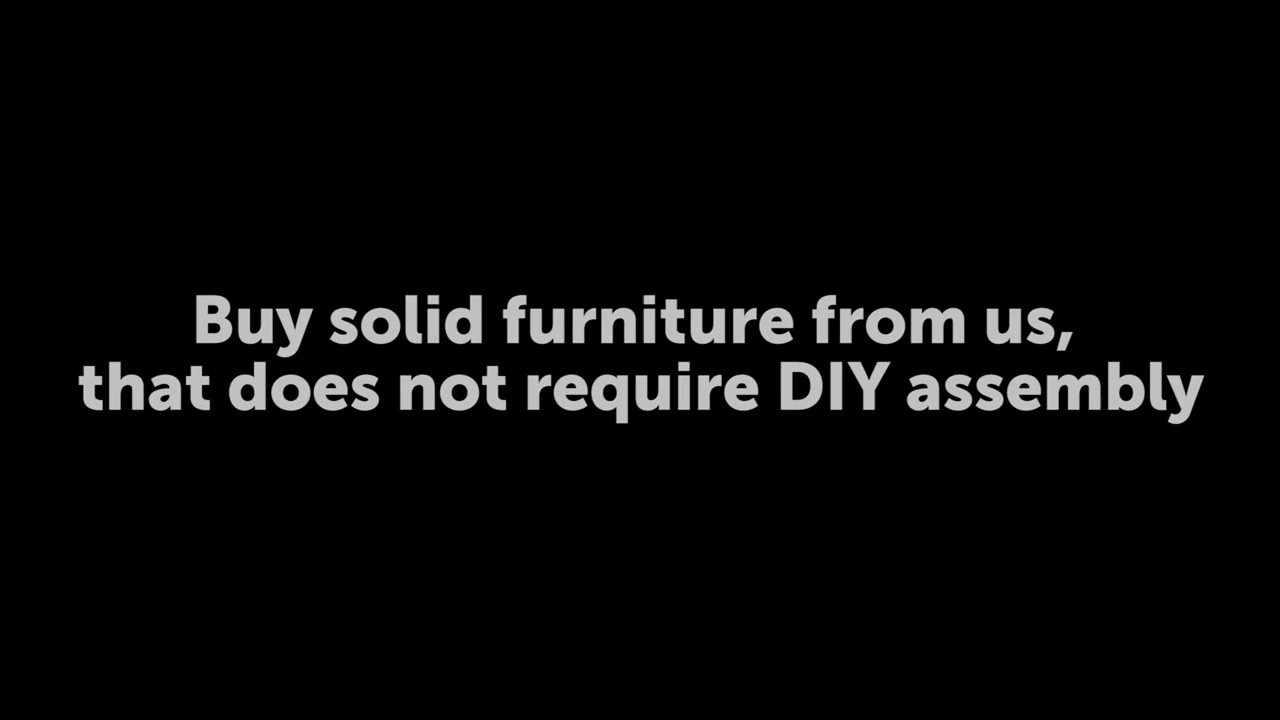 Buy solid furniture from us,
that does not require DIY assembly